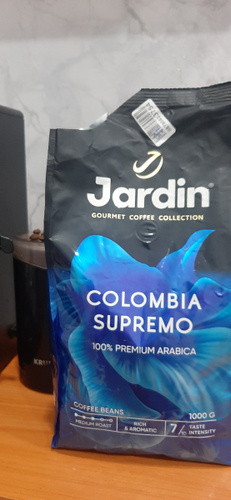 Jardin®
GOURMET COFFEE COLLECTION
COLOMBIA
SUPREMO
100% PREMIUM ARABICA
COFFEE BEANS
1000 G
MEDIUM ROAST
RICH
& AROMATIC
7/10
TASTE
INTENSITY